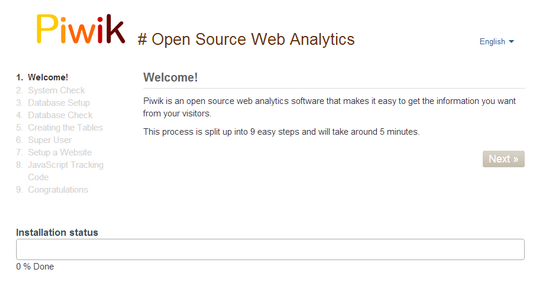 Piwik # Open Source Web Analytics
English
1. Welcome!
2. System Check
3. Database Setup
4. Database Check
5. Creating the Tables
6. Super User
7. Setup a Website
8. JavaScript Tracking
Code
9. Congratulations
Welcome!
Piwik is an open source web analytics software that makes it easy to get the information you want
from your visitors.
This process is split up into 9 easy steps and will take around 5 minutes.
Next »
Installation status
0 % Done